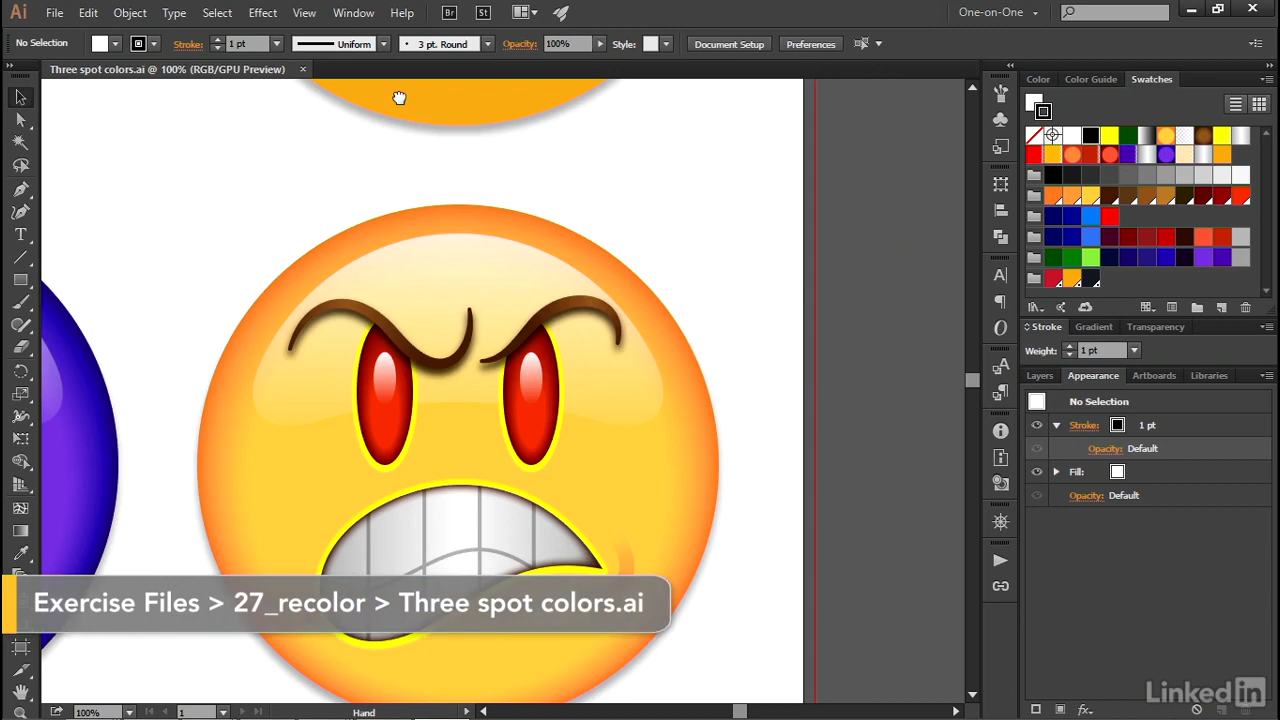 Ai File Edit Object Type Select Effect View Window Help Br St One-on-One
No Selection Stroke: 1 pt Uniform 3 pt. Round Opacity: 100% Style: Document Setup Preferences
Three spot colors.ai @ 100% (RGB/GPU Preview)
Color Color Guide Swatches
Stroke Gradient Transparency
Weight: 1 pt
Layers Appearance Artboards Libraries
No Selection
Stroke: 1 pt
Opacity: Default
Fill:
Opacity: Default
Exercise Files > 27_recolor > Three spot colors.ai
LinkedIn
100% 1 Hand
fx